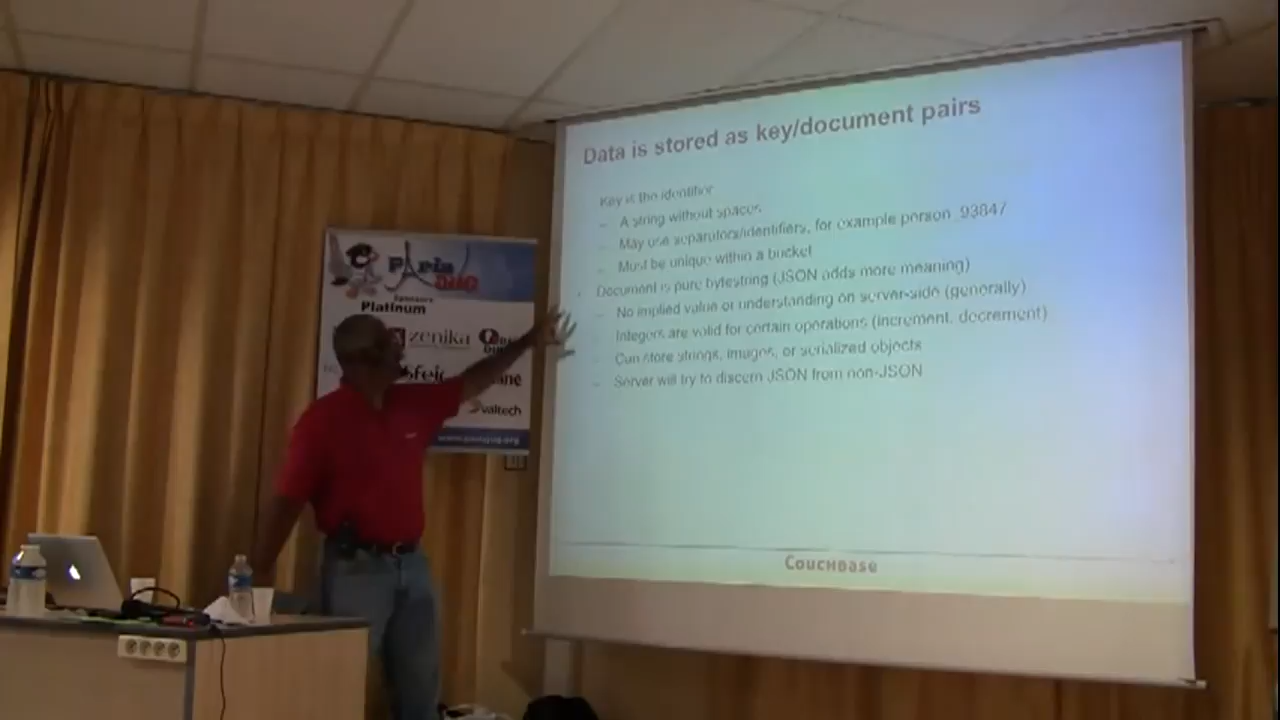 Data is stored as key/document pairs
Key is the identifier
– A string without spaces
– May use separators/identifiers, for example person_93847
– Must be unique within a bucket
• Document is pure bytestring (JSON adds more meaning)
– No implied value or understanding on server-side (generally)
– Integers are valid for certain operations (increment, decrement)
– Can store strings, images, or serialized objects
– Server will try to discern JSON from non-JSON
COUCHBASE
Paris
Sponsors
Platinum
zenika
valtech